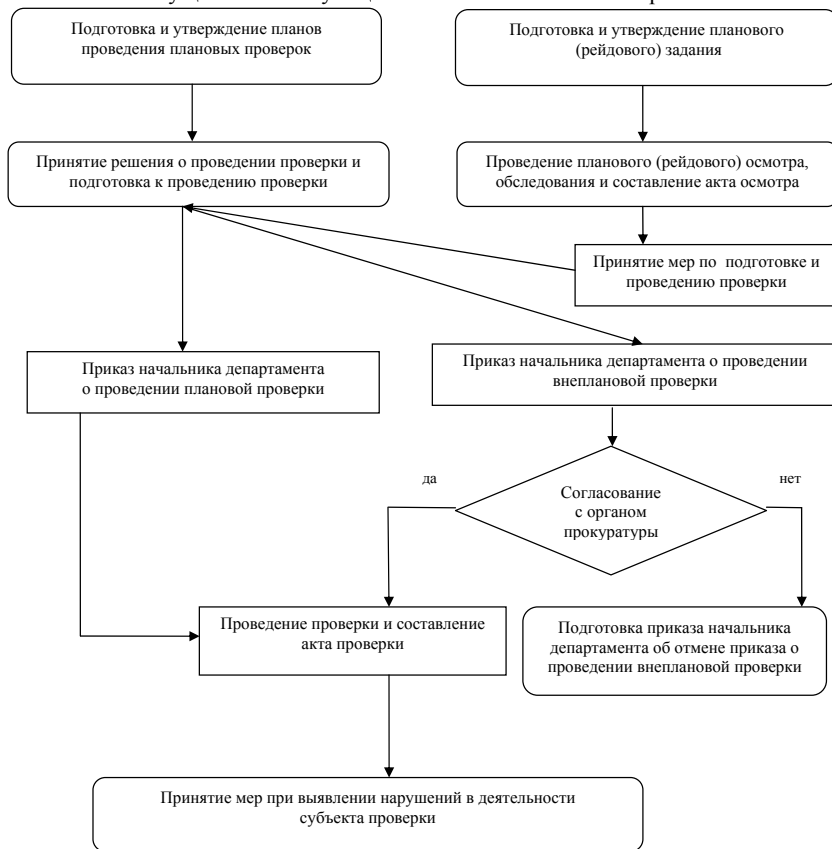 Подготовка и утверждение планов
проведения плановых проверок
Подготовка и утверждение планового
(рейдового) задания
Принятие решения о проведении проверки и
подготовка к проведению проверки
Проведение планового (рейдового) осмотра,
обследования и составление акта осмотра
Принятие мер по подготовке и
проведению проверки
Приказ начальника департамента
о проведении плановой проверки
Приказ начальника департамента о проведении
внеплановой проверки
да
нет
Согласование
с органом
прокуратуры
Проведение проверки и составление
акта проверки
Подготовка приказа начальника
департамента об отмене приказа о
проведении внеплановой проверки
Принятие мер при выявлении нарушений в деятельности
субъекта проверки